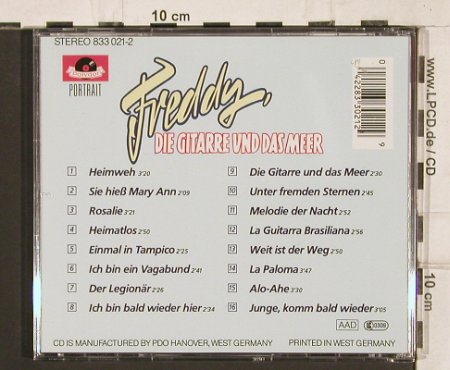 10 cm
STEREO 833 021-2
Polydor
PORTRAIT
Freddy,
DIE GITARRE UND DAS MEER
0
42283 30212
9
1 Heimweh 3'20
2 Sie hieß Mary Ann 2'09
3 Rosalie 2'21
4 Heimatlos 2'50
5 Einmal in Tampico 2'25
6 Ich bin ein Vagabund 2'41
7 Der Legionär 2'26
8 Ich bin bald wieder hier 2'34
9 Die Gitarre und das Meer 2'30
10 Unter fremden Sternen 2'45
11 Melodie der Nacht 2'52
12 La Guitarra Brasiliana 2'56
13 Weit ist der Weg 2'50
14 La Paloma 3'47
15 Alo-Ahe 3'30
16 Junge, komm bald wieder 3'05
AAD
CD IS MANUFACTURED BY PDO HANOVER, WEST GERMANY
PRINTED IN WEST GERMANY
www.LPCD.de / CD
10 cm